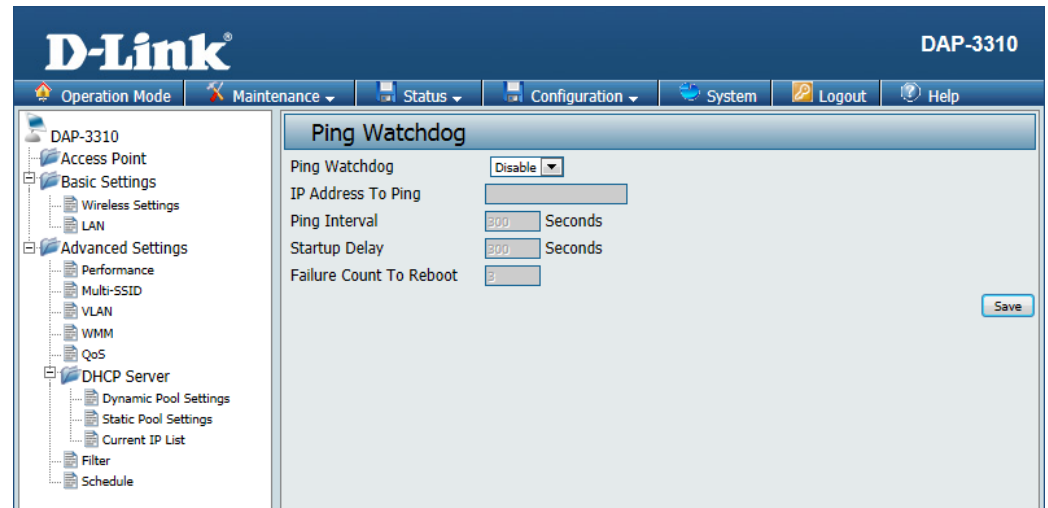 D-Link®
DAP-3310
Operation Mode Maintenance Status Configuration System Logout Help
DAP-3310
Access Point
Basic Settings
Wireless Settings
LAN
Advanced Settings
Performance
Multi-SSID
VLAN
WMM
QoS
DHCP Server
Dynamic Pool Settings
Static Pool Settings
Current IP List
Filter
Schedule
Ping Watchdog
Ping Watchdog Disable
IP Address To Ping
Ping Interval 300 Seconds
Startup Delay 300 Seconds
Failure Count To Reboot 3
Save